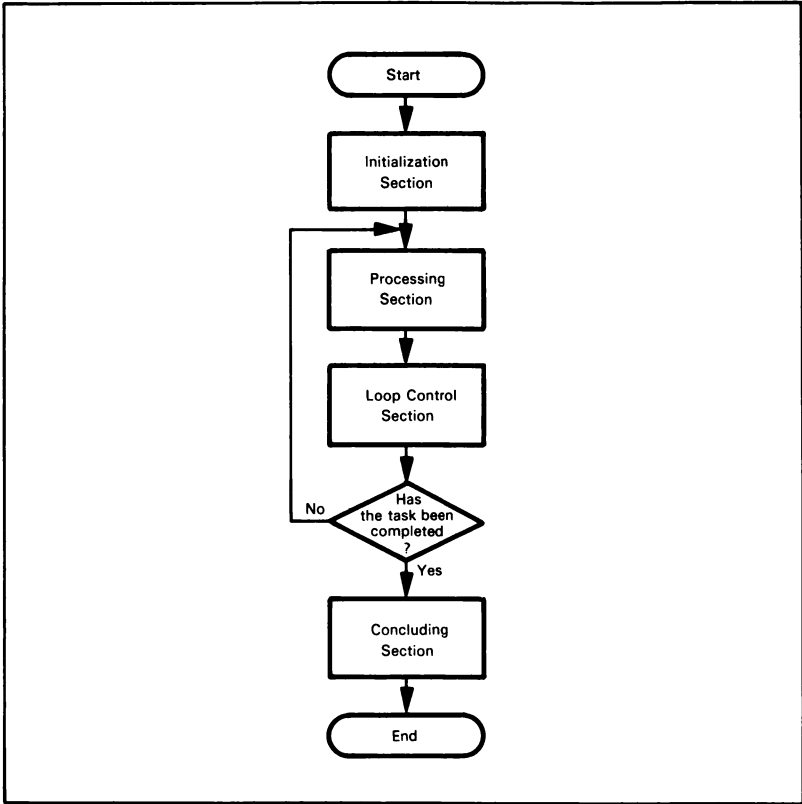 Start
Initialization
Section
Processing
Section
Loop Control
Section
Has
the task been
completed
?
No
Yes
Concluding
Section
End